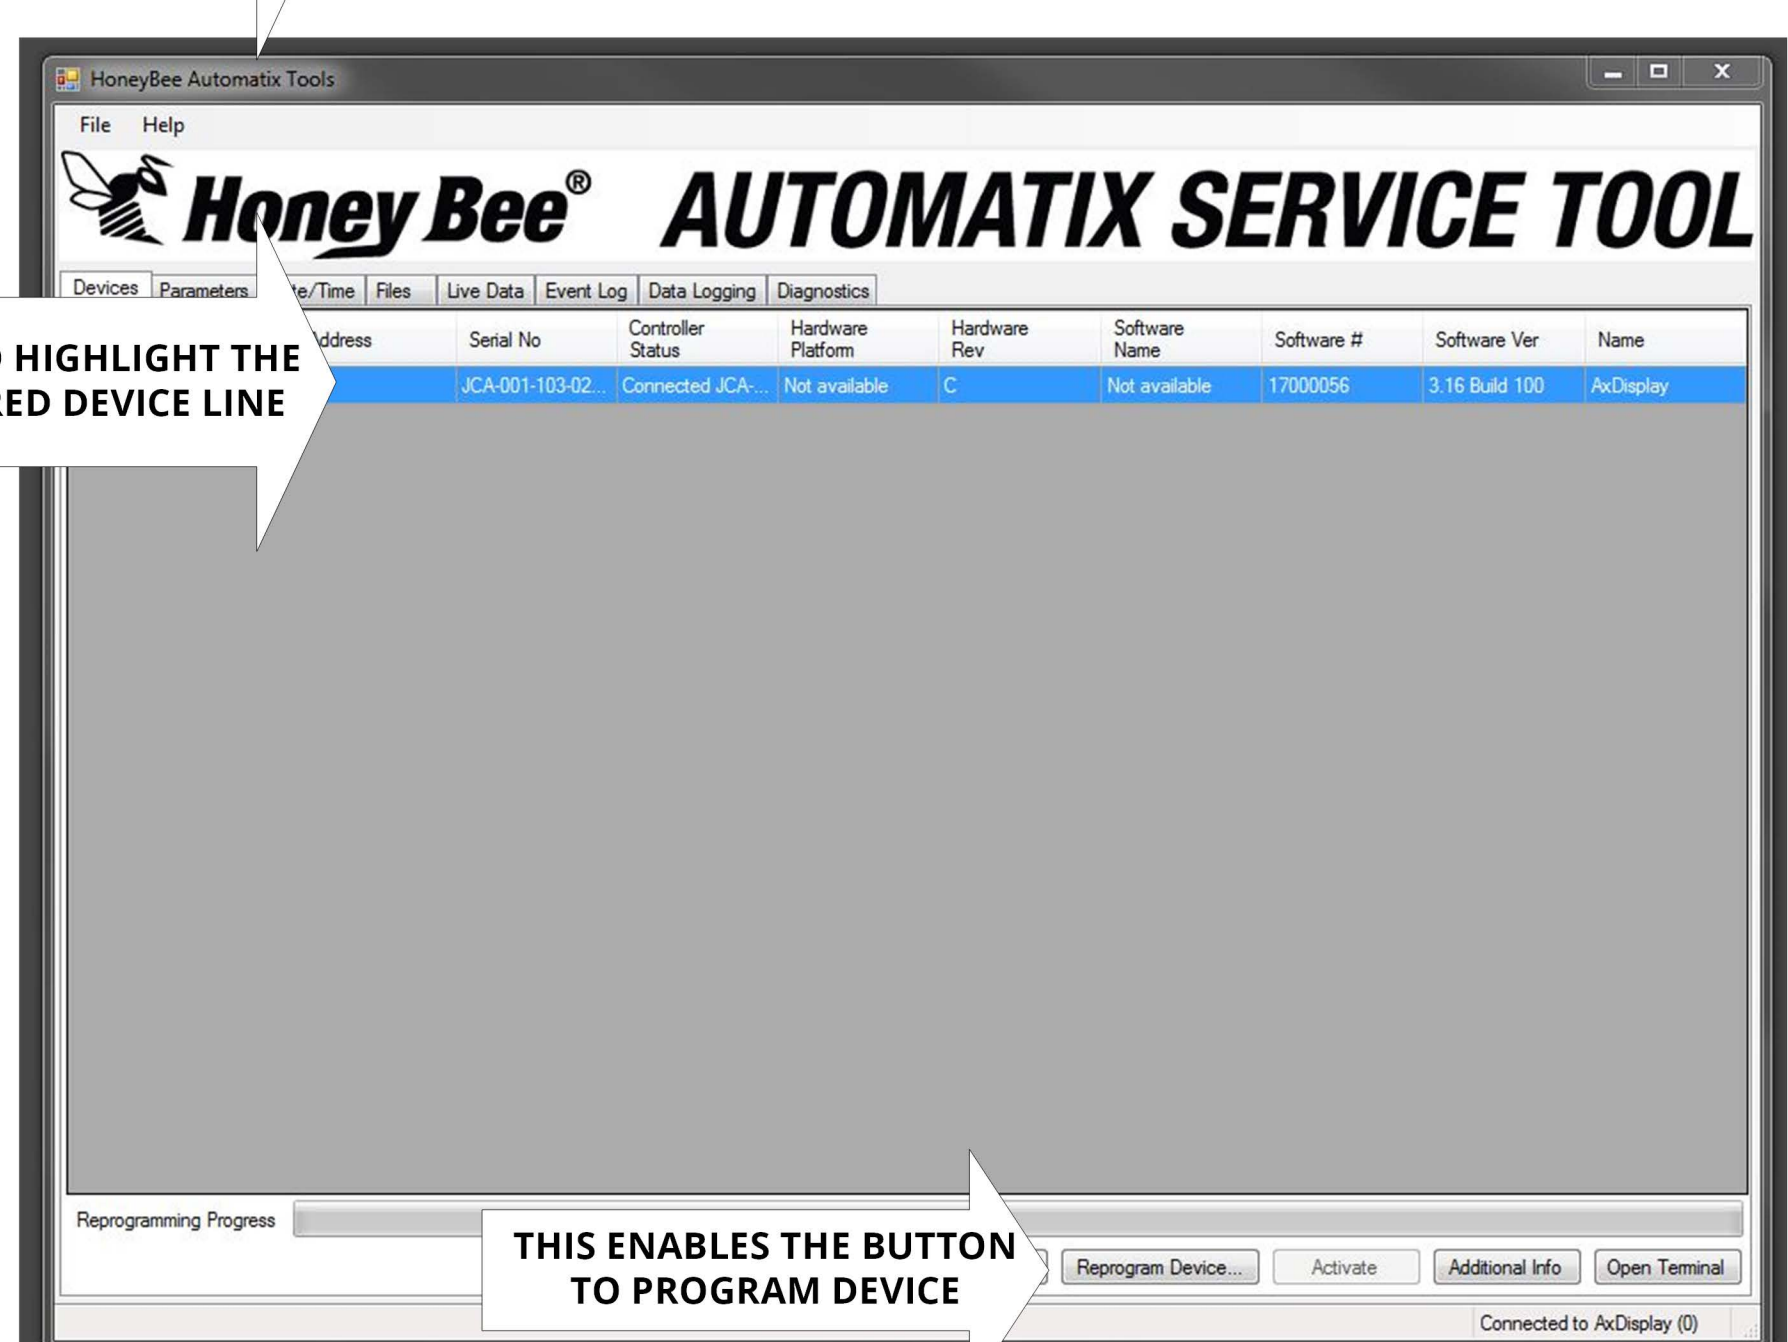 HoneyBee Automatix Tools
File Help
Honey Bee® AUTOMATIX SERVICE TOOL
Devices Parameters te/Time Files Live Data Event Log Data Logging Diagnostics
ddress Serial No Controller Status Hardware Platform Hardware Rev Software Name Software # Software Ver Name
HIGHLIGHT THE
RED DEVICE LINE
JCA-001-103-02... Connected JCA-... Not available C Not available 17000056 3.16 Build 100 AxDisplay
Reprogramming Progress
THIS ENABLES THE BUTTON
TO PROGRAM DEVICE
Reprogram Device... Activate Additional Info Open Terminal
Connected to AxDisplay (0)